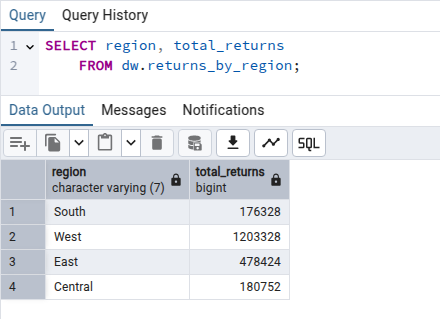 Query Query History
1 SELECT region, total_returns
2 FROM dw.returns_by_region;
Data Output Messages Notifications
SQL
region total_returns
character varying (7) bigint
1 South 176328
2 West 1203328
3 East 478424
4 Central 180752